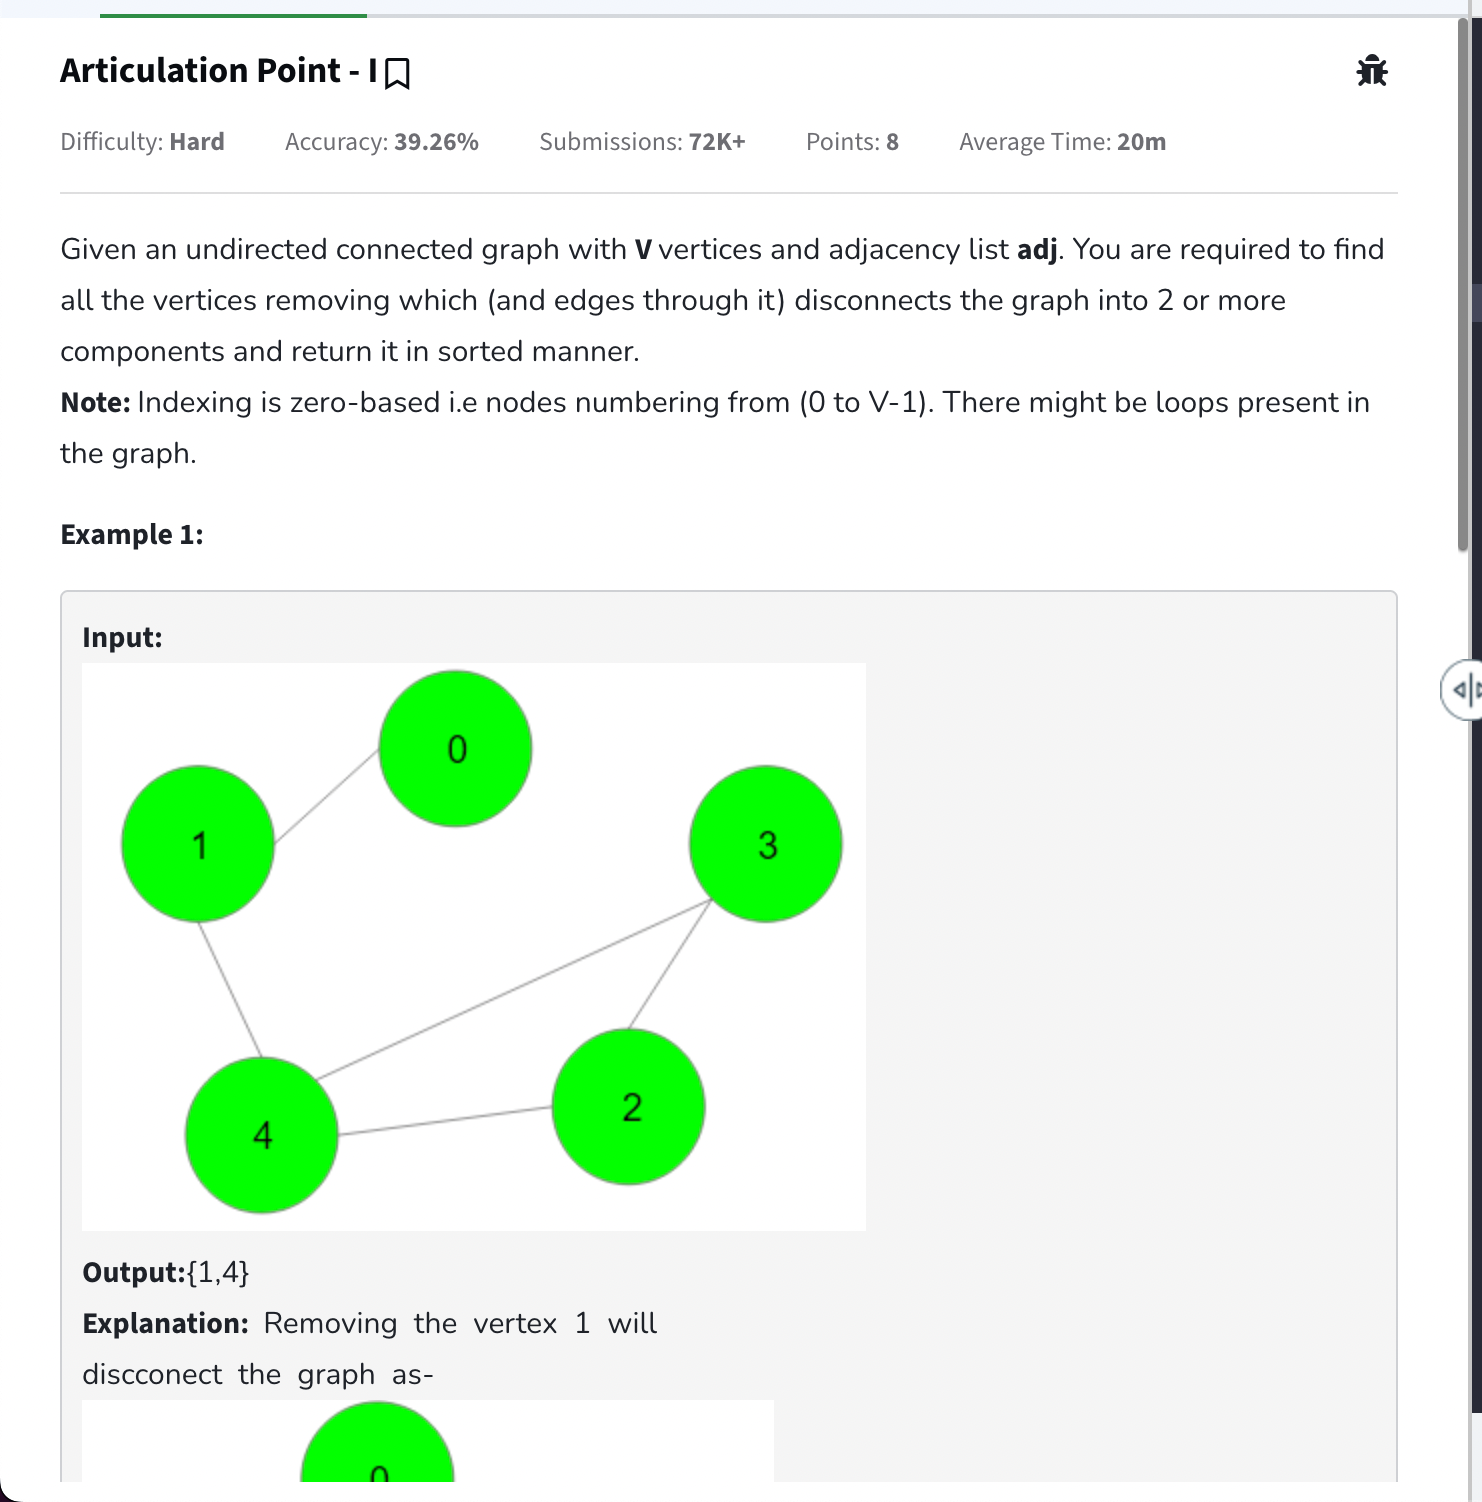 Articulation Point - I
Difficulty: Hard Accuracy: 39.26% Submissions: 72K+ Points: 8 Average Time: 20m
Given an undirected connected graph with V vertices and adjacency list adj. You are required to find
all the vertices removing which (and edges through it) disconnects the graph into 2 or more
components and return it in sorted manner.
Note: Indexing is zero-based i.e nodes numbering from (0 to V-1). There might be loops present in
the graph.
Example 1:
Input:
0
1
3
2
4
Output:{1,4}
Explanation: Removing the vertex 1 will
discconect the graph as-
0